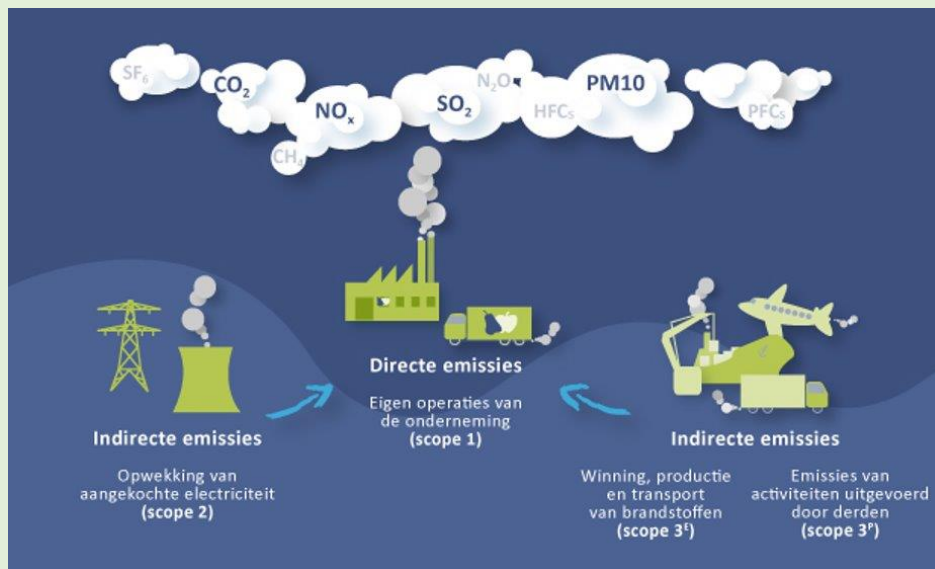 SF₆
CO₂
NOₓ
CH₄
SO₂
N₂O
HFCs
PM10
PFCs
Directe emissies
Eigen operaties van
de onderneming
(scope 1)
Indirecte emissies
Opwekking van
aangekochte electriciteit
(scope 2)
Indirecte emissies
Winning, productie
en transport
van brandstoffen
(scope 3ᴱ)
Emissies van
activiteiten uitgevoerd
door derden
(scope 3ᴾ)